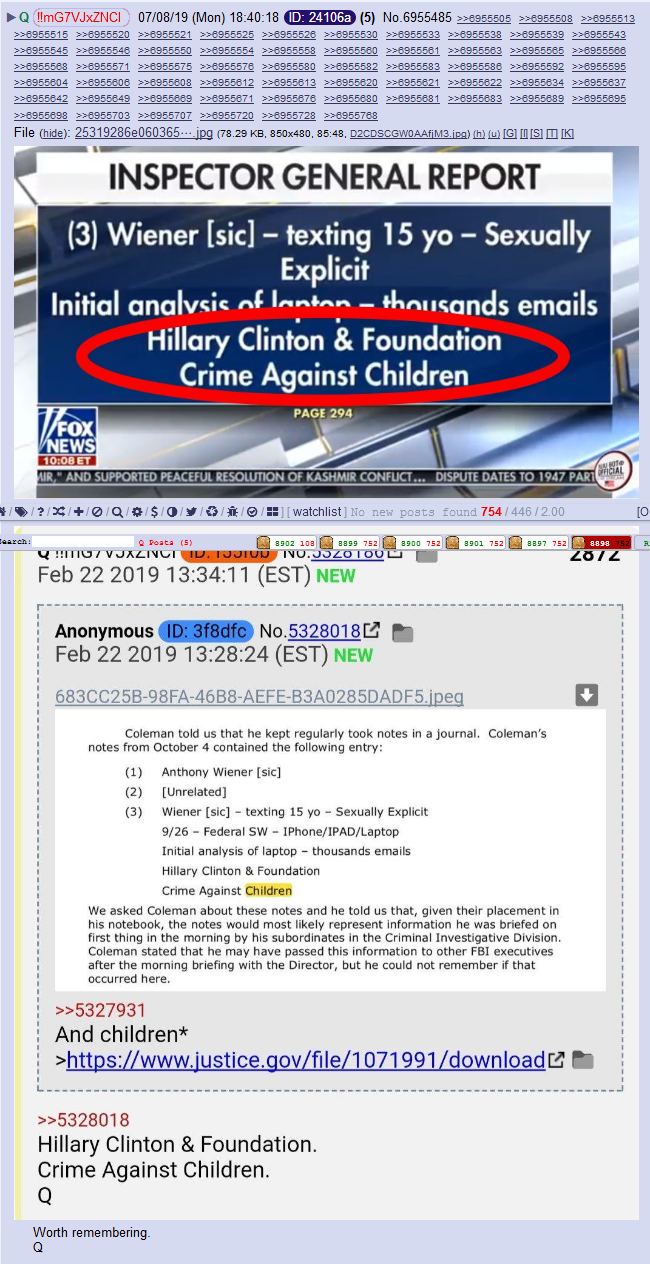 ▶ Q !!mG7VJxZNCI 07/08/19 (Mon) 18:40:18 ID: 24106a (5) No.6955485 >>6955505 >>6955508 >>6955513
>>6955515 >>6955520 >>6955521 >>6955525 >>6955526 >>6955530 >>6955533 >>6955538 >>6955539 >>6955543
>>6955545 >>6955546 >>6955550 >>6955554 >>6955558 >>6955560 >>6955561 >>6955563 >>6955565 >>6955566
>>6955568 >>6955571 >>6955575 >>6955576 >>6955580 >>6955582 >>6955583 >>6955586 >>6955592 >>6955595
>>6955604 >>6955606 >>6955608 >>6955612 >>6955613 >>6955620 >>6955621 >>6955622 >>6955634 >>6955637
>>6955642 >>6955649 >>6955669 >>6955671 >>6955676 >>6955680 >>6955681 >>6955683 >>6955689 >>6955695
>>6955698 >>6955703 >>6955707 >>6955720 >>6955728 >>6955768
File (hide): 25319286e060365⋯.jpg (78.29 KB, 850x480, 85:48, D2CDSCGW0AAfjM3.jpg) (h) (u) [G] [I] [S] [T] [K]
INSPECTOR GENERAL REPORT
(3) Wiener [sic] – texting 15 yo – Sexually
Explicit
Initial analysis of laptop – thousands emails
Hillary Clinton & Foundation
Crime Against Children
PAGE 294
FOX
NEWS
10:08 ET
MIR," AND SUPPORTED PEACEFUL RESOLUTION OF KASHMIR CONFLICT... DISPUTE DATES TO 1947 PART
OFFICIAL
[ watchlist ] No new posts found 754 / 446 / 2.00 [O
Search: Q Posts (5) 8902 108 8899 752 8900 752 8901 752 8897 752 8898 752 R
Q !!mG7VJxZNCI ID: 155f6b No.5328186 2872
Feb 22 2019 13:34:11 (EST) NEW
Anonymous ID: 3f8dfc No.5328018
Feb 22 2019 13:28:24 (EST) NEW
683CC25B-98FA-46B8-AEFE-B3A0285DADF5.jpeg
Coleman told us that he kept regularly took notes in a journal. Coleman's
notes from October 4 contained the following entry:
(1) Anthony Wiener [sic]
(2) [Unrelated]
(3) Wiener [sic] – texting 15 yo – Sexually Explicit
9/26 – Federal SW – IPhone/IPAD/Laptop
Initial analysis of laptop – thousands emails
Hillary Clinton & Foundation
Crime Against Children
We asked Coleman about these notes and he told us that, given their placement in
his notebook, the notes would most likely represent information he was briefed on
first thing in the morning by his subordinates in the Criminal Investigative Division.
Coleman stated that he may have passed this information to other FBI executives
after the morning briefing with the Director, but he could not remember if that
occurred here.
>>5327931
And children*
>https://www.justice.gov/file/1071991/download
>>5328018
Hillary Clinton & Foundation.
Crime Against Children.
Q
Worth remembering.
Q